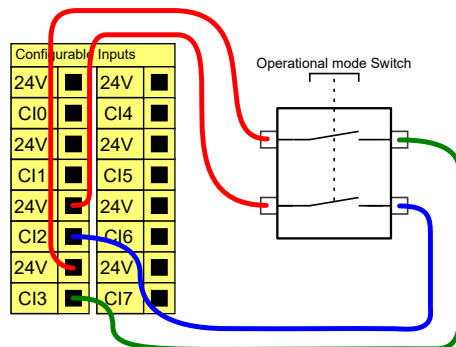 Configurable Inputs
Operational mode Switch
24V 24V
CI0 CI4
24V 24V
CI1 CI5
24V 24V
CI2 CI6
24V 24V
CI3 CI7